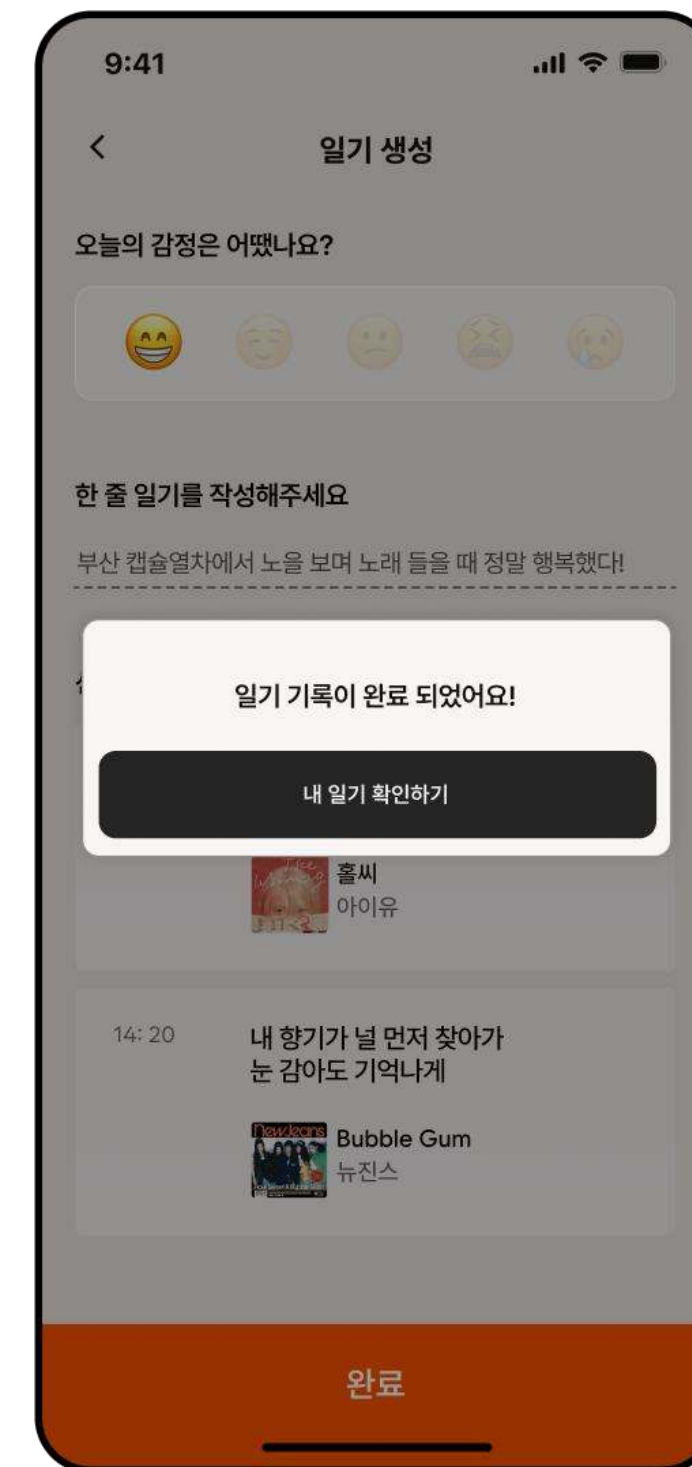 9:41
일기 생성
오늘의 감정은 어땠나요?
한 줄 일기를 작성해주세요
부산 캡슐열차에서 노을 보며 노래 들을 때 정말 행복했다!
일기 기록이 완료 되었어요!
내 일기 확인하기
홀씨
아이유
14: 20
내 향기가 널 먼저 찾아가
눈 감아도 기억나게
NewJeans
Bubble Gum
뉴진스
완료